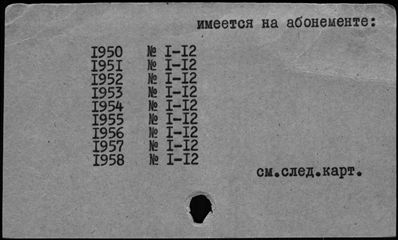 имеется на абонементе:
I950 № I-I2
I95I № I-I2
I952 № I-I2
I953 № I-I2
I954 № I-I2
I955 № I-I2
I956 № I-I2
I957 № I-I2
I958 № I-I2
см.след.карт.